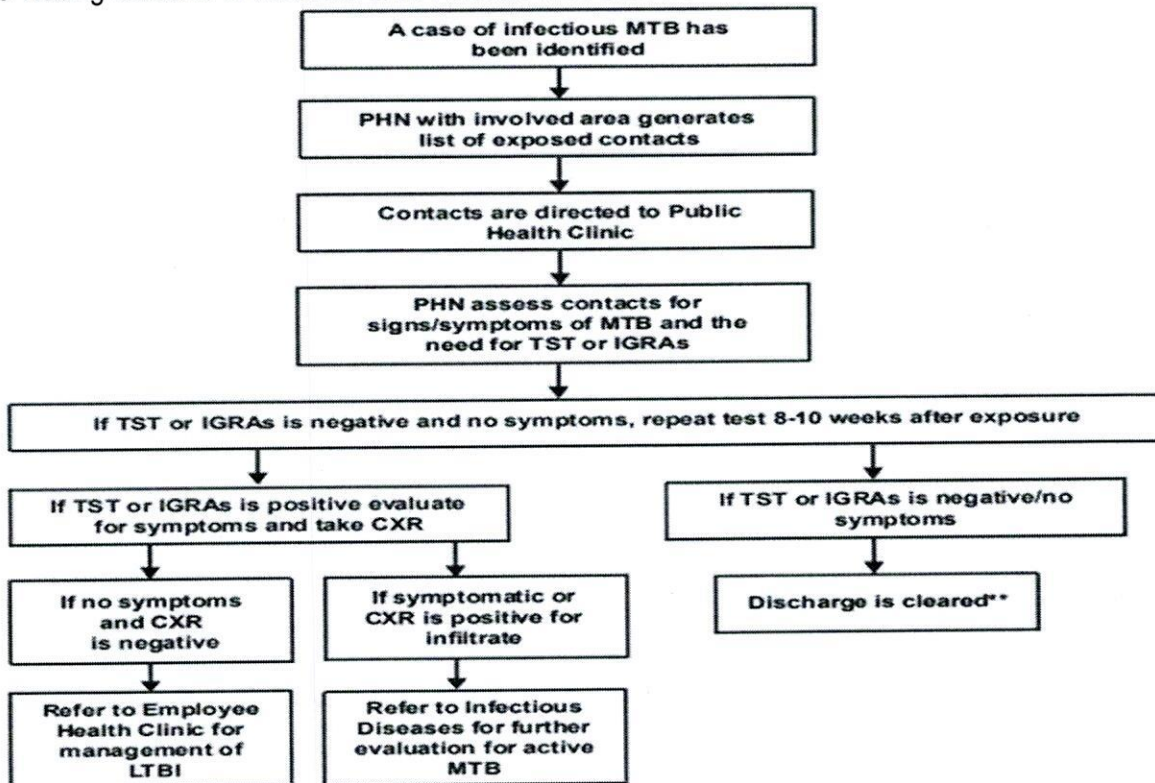 A case of infectious MTB has
been identified
PHN with involved area generates
list of exposed contacts
Contacts are directed to Public
Health Clinic
PHN assess contacts for
signs/symptoms of MTB and the
need for TST or IGRAs
If TST or IGRAs is negative and no symptoms, repeat test 8-10 weeks after exposure
If TST or IGRAs is positive evaluate
for symptoms and take CXR
If TST or IGRAs is negative/no
symptoms
If no symptoms
and CXR
is negative
If symptomatic or
CXR is positive for
infiltrate
Discharge is cleared**
Refer to Employee
Health Clinic for
management of
LTBI
Refer to Infectious
Diseases for further
evaluation for active
MTB